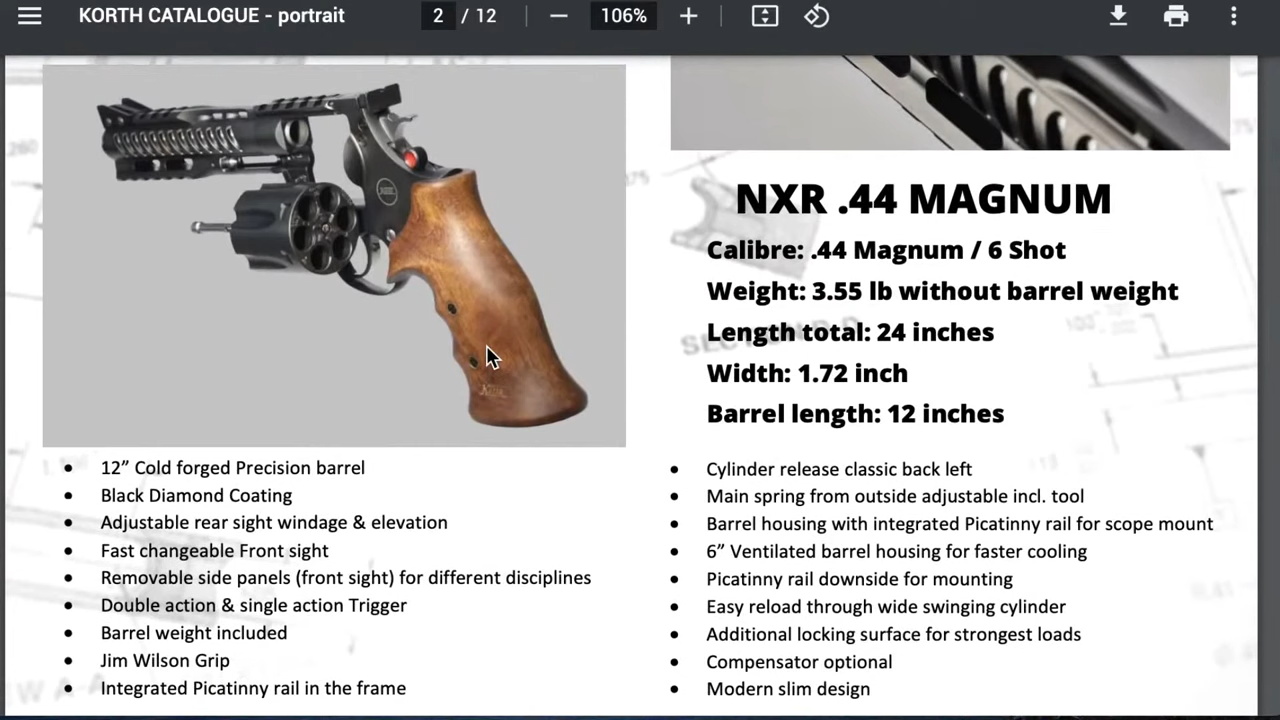 KORTH CATALOGUE - portrait
2 / 12
106%
NXR .44 MAGNUM
Calibre: .44 Magnum / 6 Shot
Weight: 3.55 lb without barrel weight
Length total: 24 inches
Width: 1.72 inch
Barrel length: 12 inches
• 12” Cold forged Precision barrel
• Black Diamond Coating
• Adjustable rear sight windage & elevation
• Fast changeable Front sight
• Removable side panels (front sight) for different disciplines
• Double action & single action Trigger
• Barrel weight included
• Jim Wilson Grip
• Integrated Picatinny rail in the frame
• Cylinder release classic back left
• Main spring from outside adjustable incl. tool
• Barrel housing with integrated Picatinny rail for scope mount
• 6” Ventilated barrel housing for faster cooling
• Picatinny rail downside for mounting
• Easy reload through wide swinging cylinder
• Additional locking surface for strongest loads
• Compensator optional
• Modern slim design